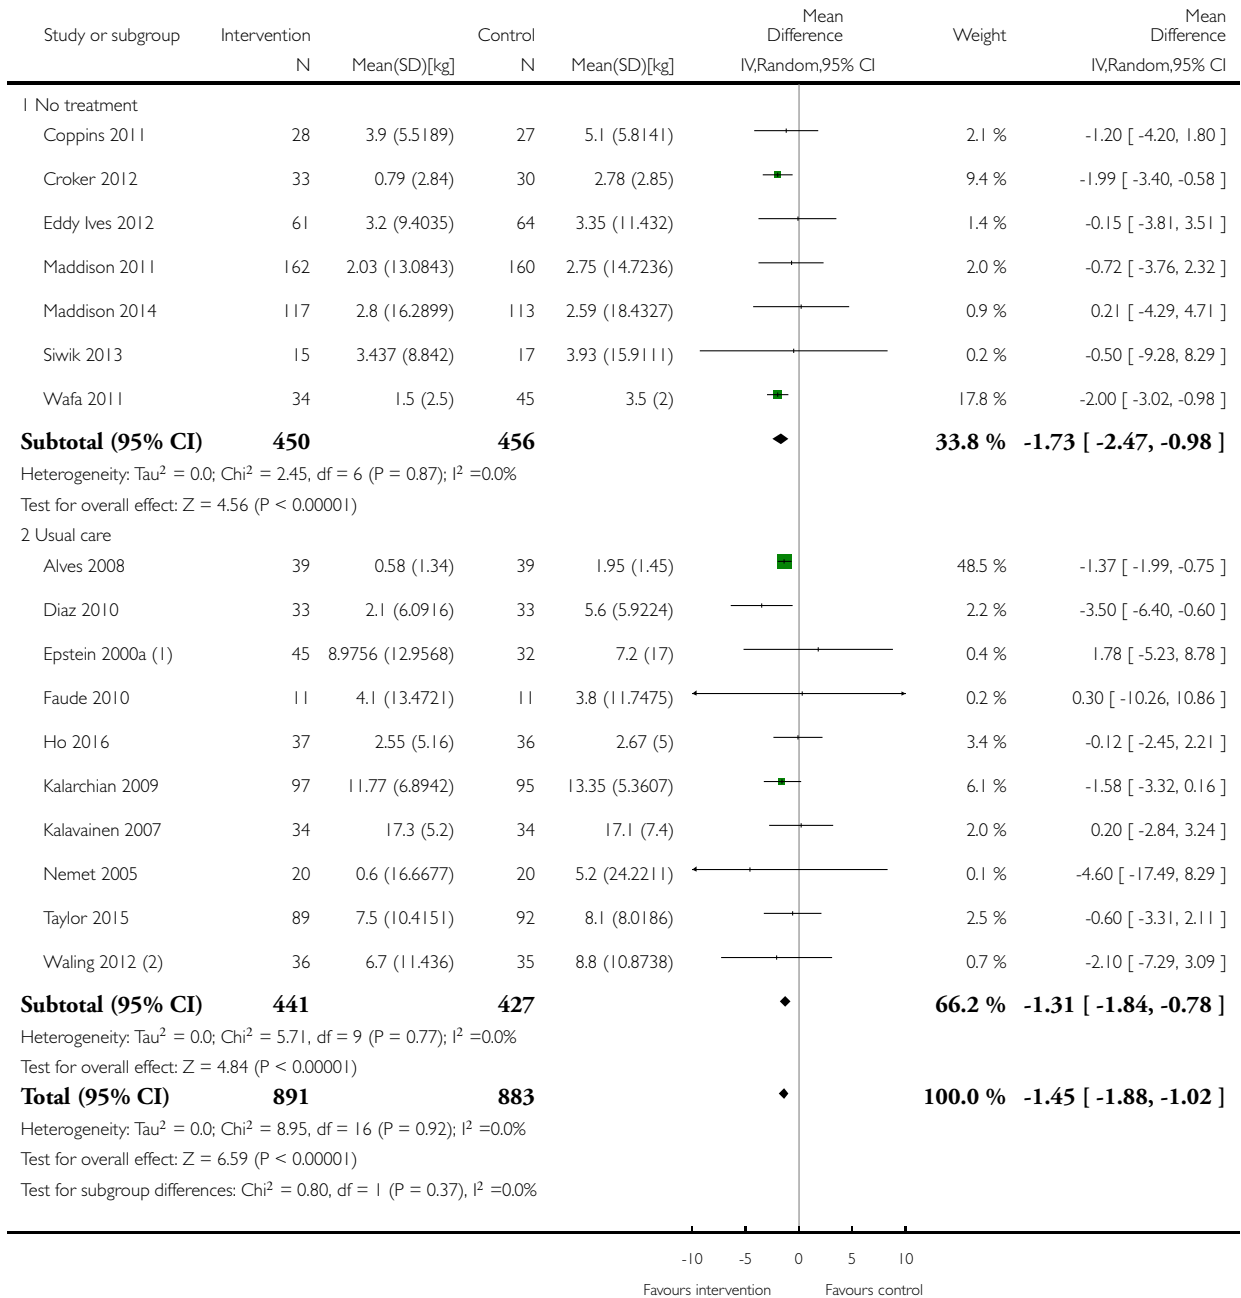 Study or subgroup Intervention Control Mean Difference Weight Mean Difference
N Mean(SD)[kg] N Mean(SD)[kg] IV,Random,95% CI IV,Random,95% CI
1 No treatment
Coppins 2011 28 3.9 (5.5189) 27 5.1 (5.8141) 2.1 % -1.20 [ -4.20, 1.80 ]
Croker 2012 33 0.79 (2.84) 30 2.78 (2.85) 9.4 % -1.99 [ -3.40, -0.58 ]
Eddy Ives 2012 61 3.2 (9.4035) 64 3.35 (11.432) 1.4 % -0.15 [ -3.81, 3.51 ]
Maddison 2011 162 2.03 (13.0843) 160 2.75 (14.7236) 2.0 % -0.72 [ -3.76, 2.32 ]
Maddison 2014 117 2.8 (16.2899) 113 2.59 (18.4327) 0.9 % 0.21 [ -4.29, 4.71 ]
Siwik 2013 15 3.437 (8.842) 17 3.93 (15.9111) 0.2 % -0.50 [ -9.28, 8.29 ]
Wafa 2011 34 1.5 (2.5) 45 3.5 (2) 17.8 % -2.00 [ -3.02, -0.98 ]
Subtotal (95% CI) 450 456 33.8 % -1.73 [ -2.47, -0.98 ]
Heterogeneity: Tau² = 0.0; Chi² = 2.45, df = 6 (P = 0.87); I² =0.0%
Test for overall effect: Z = 4.56 (P < 0.00001)
2 Usual care
Alves 2008 39 0.58 (1.34) 39 1.95 (1.45) 48.5 % -1.37 [ -1.99, -0.75 ]
Diaz 2010 33 2.1 (6.0916) 33 5.6 (5.9224) 2.2 % -3.50 [ -6.40, -0.60 ]
Epstein 2000a (1) 45 8.9756 (12.9568) 32 7.2 (17) 0.4 % 1.78 [ -5.23, 8.78 ]
Faude 2010 11 4.1 (13.4721) 11 3.8 (11.7475) 0.2 % 0.30 [ -10.26, 10.86 ]
Ho 2016 37 2.55 (5.16) 36 2.67 (5) 3.4 % -0.12 [ -2.45, 2.21 ]
Kalarchian 2009 97 11.77 (6.8942) 95 13.35 (5.3607) 6.1 % -1.58 [ -3.32, 0.16 ]
Kalavainen 2007 34 17.3 (5.2) 34 17.1 (7.4) 2.0 % 0.20 [ -2.84, 3.24 ]
Nemet 2005 20 0.6 (16.6677) 20 5.2 (24.2211) 0.1 % -4.60 [ -17.49, 8.29 ]
Taylor 2015 89 7.5 (10.4151) 92 8.1 (8.0186) 2.5 % -0.60 [ -3.31, 2.11 ]
Waling 2012 (2) 36 6.7 (11.436) 35 8.8 (10.8738) 0.7 % -2.10 [ -7.29, 3.09 ]
Subtotal (95% CI) 441 427 66.2 % -1.31 [ -1.84, -0.78 ]
Heterogeneity: Tau² = 0.0; Chi² = 5.71, df = 9 (P = 0.77); I² =0.0%
Test for overall effect: Z = 4.84 (P < 0.00001)
Total (95% CI) 891 883 100.0 % -1.45 [ -1.88, -1.02 ]
Heterogeneity: Tau² = 0.0; Chi² = 8.95, df = 16 (P = 0.92); I² =0.0%
Test for overall effect: Z = 6.59 (P < 0.00001)
Test for subgroup differences: Chi² = 0.80, df = 1 (P = 0.37), I² =0.0%
-10 -5 0 5 10
Favours intervention Favours control